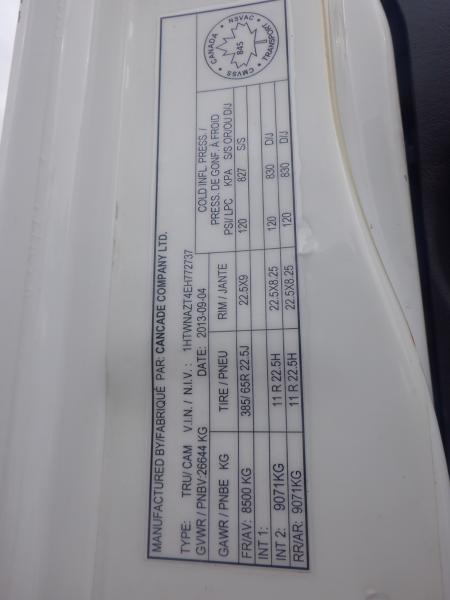 MANUFACTURED BY/FABRIQUÉ PAR: CANCADE COMPANY LTD.
TYPE: TRU/ CAM V.I.N. / N.I.V. : 1HTWNAZT4EH772737
GVWR / PNBV-26644 KG DATE: 2013-09-04
GAWR / PNBE KG TIRE / PNEU RIM / JANTE COLD INFL. PRESS. /
PRESS. DE GONF. À FROID
PSI/ LPC KPA S/S OR/OU D/J
FR/AV: 8500 KG 385/ 65R 22.5J 22.5X9 120 827 S/S
INT 1:
INT 2: 9071KG 11 R 22.5H 22.5X8.25 120 830 D/J
RR/AR: 9071KG 11 R 22.5H 22.5X8.25 120 830 D/J
CANADA
NSVAC
TRANSPORT
CMVSS
845